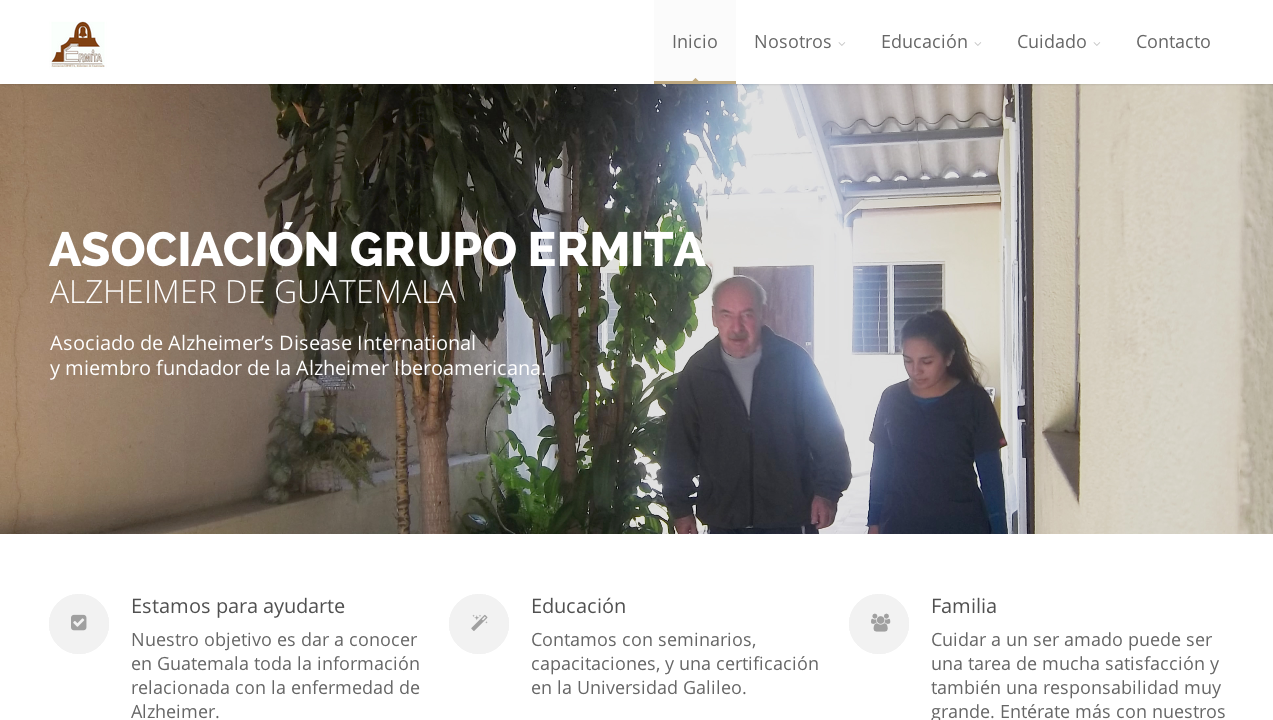 ERMITA
Inicio
Nosotros
Educación
Cuidado
Contacto
ASOCIACIÓN GRUPO ERMITA
ALZHEIMER DE GUATEMALA
Asociado de Alzheimer’s Disease International
y miembro fundador de la Alzheimer Iberoamericana.
Estamos para ayudarte
Nuestro objetivo es dar a conocer
en Guatemala toda la información
relacionada con la enfermedad de
Alzheimer.
Educación
Contamos con seminarios,
capacitaciones, y una certificación
en la Universidad Galileo.
Familia
Cuidar a un ser amado puede ser
una tarea de mucha satisfacción y
también una responsabilidad muy
grande. Entérate más con nuestros